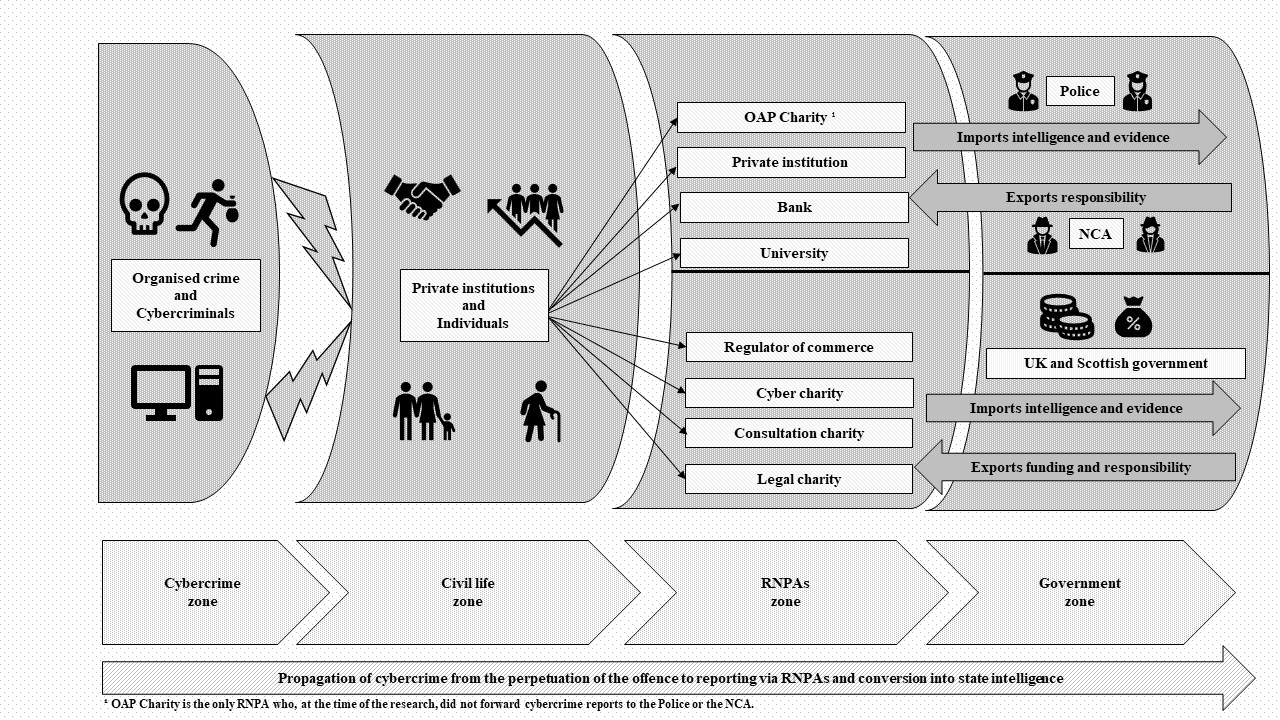 Organised crime
and
Cybercriminals
Private institutions
and
Individuals
OAP Charity ¹
Private institution
Bank
University
Regulator of commerce
Cyber charity
Consultation charity
Legal charity
Police
Imports intelligence and evidence
Exports responsibility
NCA
UK and Scottish government
Imports intelligence and evidence
Exports funding and responsibility
Cybercrime
zone
Civil life
zone
RNPAs
zone
Government
zone
Propagation of cybercrime from the perpetuation of the offence to reporting via RNPAs and conversion into state intelligence
¹ OAP Charity is the only RNPA who, at the time of the research, did not forward cybercrime reports to the Police or the NCA.